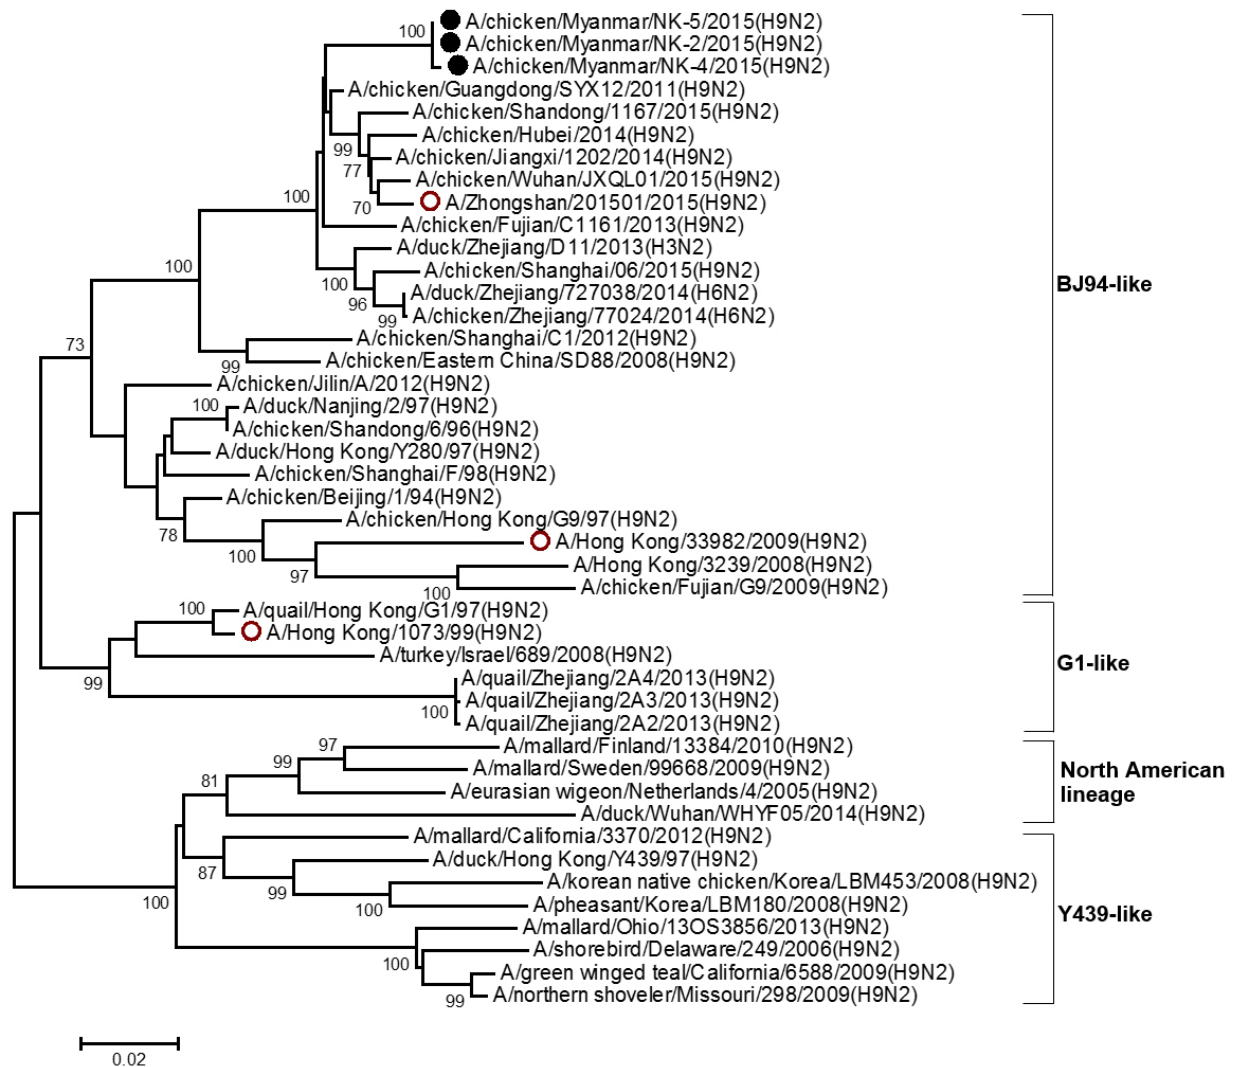 100
A/chicken/Myanmar/NK-5/2015(H9N2)
A/chicken/Myanmar/NK-2/2015(H9N2)
A/chicken/Myanmar/NK-4/2015(H9N2)
A/chicken/Guangdong/SYX12/2011(H9N2)
A/chicken/Shandong/1167/2015(H9N2)
A/chicken/Hubei/2014(H9N2)
99
A/chicken/Jiangxi/1202/2014(H9N2)
77
A/chicken/Wuhan/JXQL01/2015(H9N2)
100
70
A/Zhongshan/201501/2015(H9N2)
A/chicken/Fujian/C1161/2013(H9N2)
A/duck/Zhejiang/D11/2013(H3N2)
100
A/chicken/Shanghai/06/2015(H9N2)
100
BJ94-like
A/duck/Zhejiang/727038/2014(H6N2)
96
99
A/chicken/Zhejiang/77024/2014(H6N2)
A/chicken/Shanghai/C1/2012(H9N2)
73
99
A/chicken/Eastern China/SD88/2008(H9N2)
A/chicken/Jilin/A/2012(H9N2)
100
A/duck/Nanjing/2/97(H9N2)
A/chicken/Shandong/6/96(H9N2)
A/duck/Hong Kong/Y280/97(H9N2)
A/chicken/Shanghai/F/98(H9N2)
A/chicken/Beijing/1/94(H9N2)
A/chicken/Hong Kong/G9/97(H9N2)
78
A/Hong Kong/33982/2009(H9N2)
100
A/Hong Kong/3239/2008(H9N2)
97
100
A/chicken/Fujian/G9/2009(H9N2)
100
A/quail/Hong Kong/G1/97(H9N2)
A/Hong Kong/1073/99(H9N2)
A/turkey/Israel/689/2008(H9N2)
G1-like
99
A/quail/Zhejiang/2A4/2013(H9N2)
A/quail/Zhejiang/2A3/2013(H9N2)
100
A/quail/Zhejiang/2A2/2013(H9N2)
97
A/mallard/Finland/13384/2010(H9N2)
99
A/mallard/Sweden/99668/2009(H9N2)
North American
lineage
81
A/eurasian wigeon/Netherlands/4/2005(H9N2)
A/duck/Wuhan/WHYF05/2014(H9N2)
A/mallard/California/3370/2012(H9N2)
87
A/duck/Hong Kong/Y439/97(H9N2)
99
A/korean native chicken/Korea/LBM453/2008(H9N2)
100
100
A/pheasant/Korea/LBM180/2008(H9N2)
Y439-like
A/mallard/Ohio/13OS3856/2013(H9N2)
A/shorebird/Delaware/249/2006(H9N2)
100
A/green winged teal/California/6588/2009(H9N2)
99
A/northern shoveler/Missouri/298/2009(H9N2)
0.02